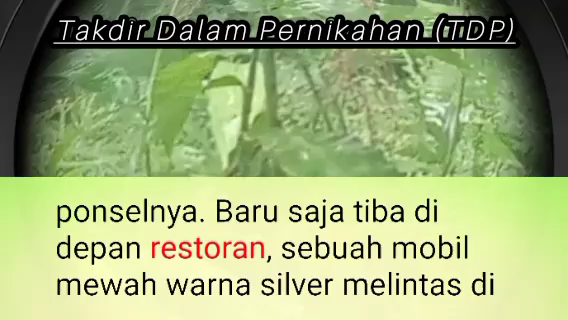 Takdir Dalam Pernikahan (TDP)
ponselnya. Baru saja tiba di
depan restoran, sebuah mobil
mewah warna silver melintas di